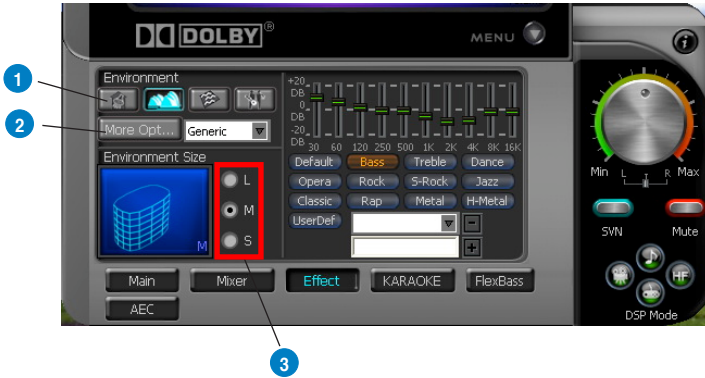 DOLBY®
MENU
i
1
Environment
2
More Opt...
Generic
+20
DB
0
DB
-20
DB
30 60 120 250 500 1K 2K 4K 8K 16K
Environment Size
M
L
M
S
Default Bass Treble Dance
Opera Rock S-Rock Jazz
Classic Rap Metal H-Metal
UserDef
Min L R Max
SVN Mute
HF
DSP Mode
Main Mixer Effect KARAOKE FlexBass
AEC
3